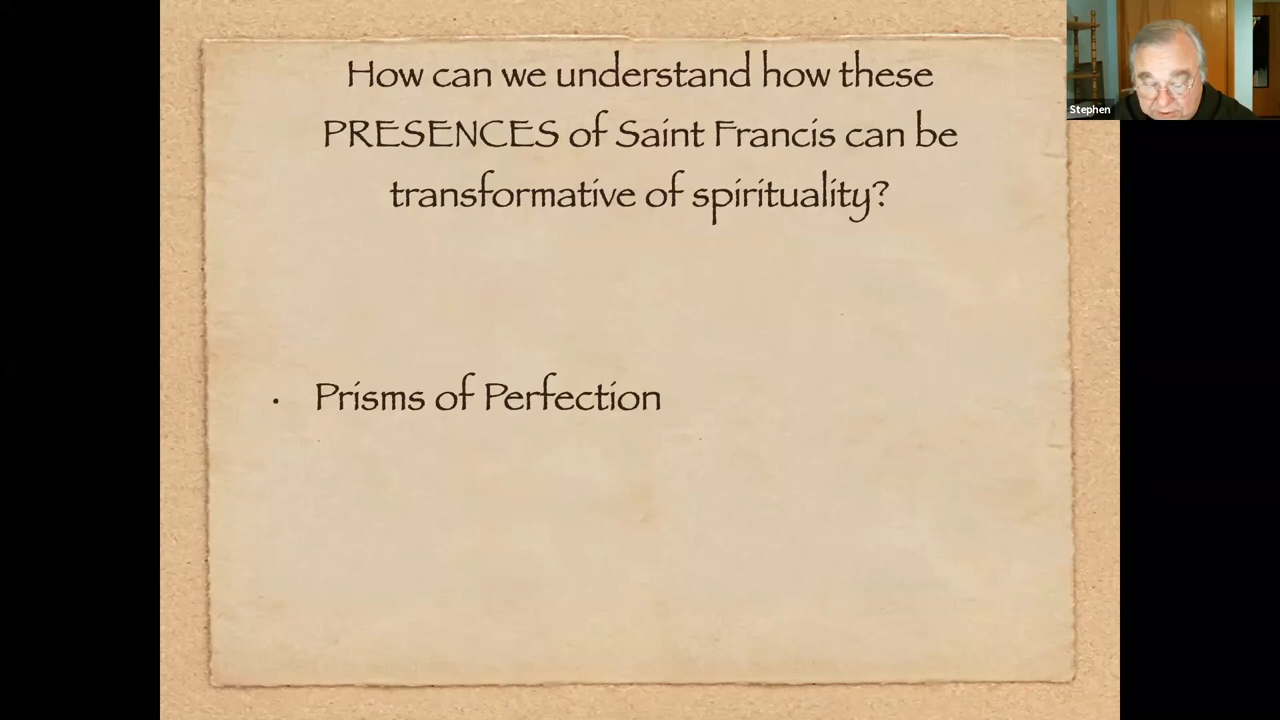 How can we understand how these
PRESENCES of Saint Francis can be
transformative of spirituality?
Stephen
• Prisms of Perfection